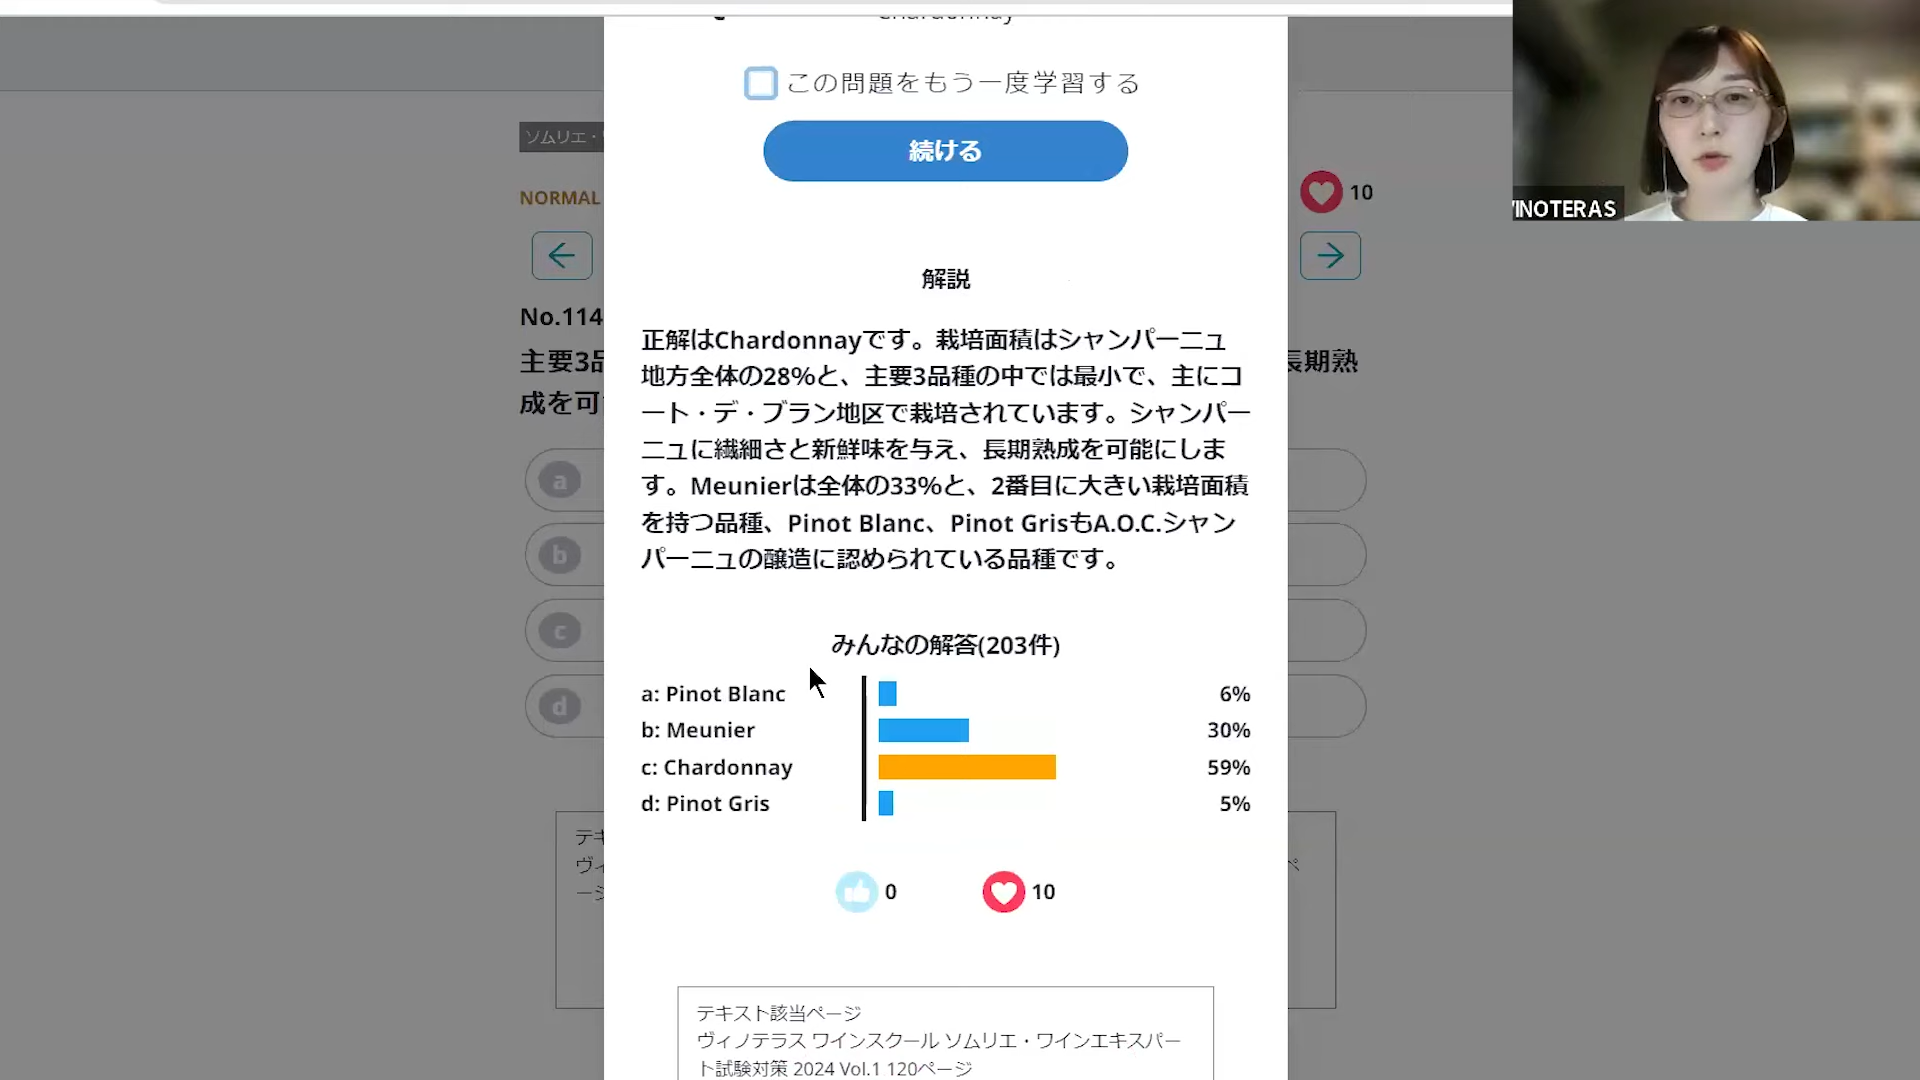 Chardonnay
この問題をもう一度学習する
続ける
ソムリエ・
NORMAL
10
VINOTERAS
No.114
主要3品
長期熟
成を可
a
b
c
d
解説
正解はChardonnayです。栽培面積はシャンパーニュ
地方全体の28%と、主要3品種の中では最小で、主にコ
ート・デ・ブラン地区で栽培されています。シャンパー
ニュに繊細さと新鮮味を与え、長期熟成を可能にしま
す。Meunierは全体の33%と、2番目に大きい栽培面積
を持つ品種、Pinot Blanc、Pinot GrisもA.O.C.シャン
パーニュの醸造に認められている品種です。
みんなの解答(203件)
a: Pinot Blanc 6%
b: Meunier 30%
c: Chardonnay 59%
d: Pinot Gris 5%
0 10
テキスト該当ページ
ヴィノテラス ワインスクール ソムリエ・ワインエキスパー
ト試験対策 2024 Vol.1 120ページ